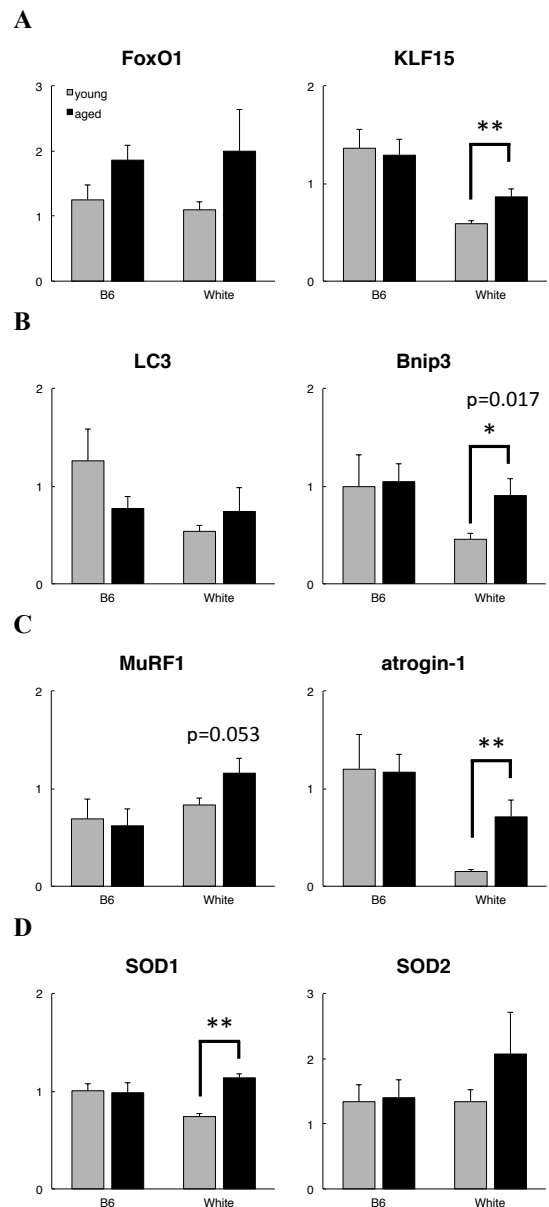 A
FoxO1
KLF15
3
2
1
0
young
aged
B6
White
2
1
0
**
B6
White
B
LC3
Bnip3
2
1
0
B6
White
2
1
0
p=0.017
*
B6
White
C
MuRF1
atrogin-1
2
1
0
p=0.053
B6
White
2
1
0
**
B6
White
D
SOD1
SOD2
2
1
0
**
B6
White
3
2
1
0
B6
White